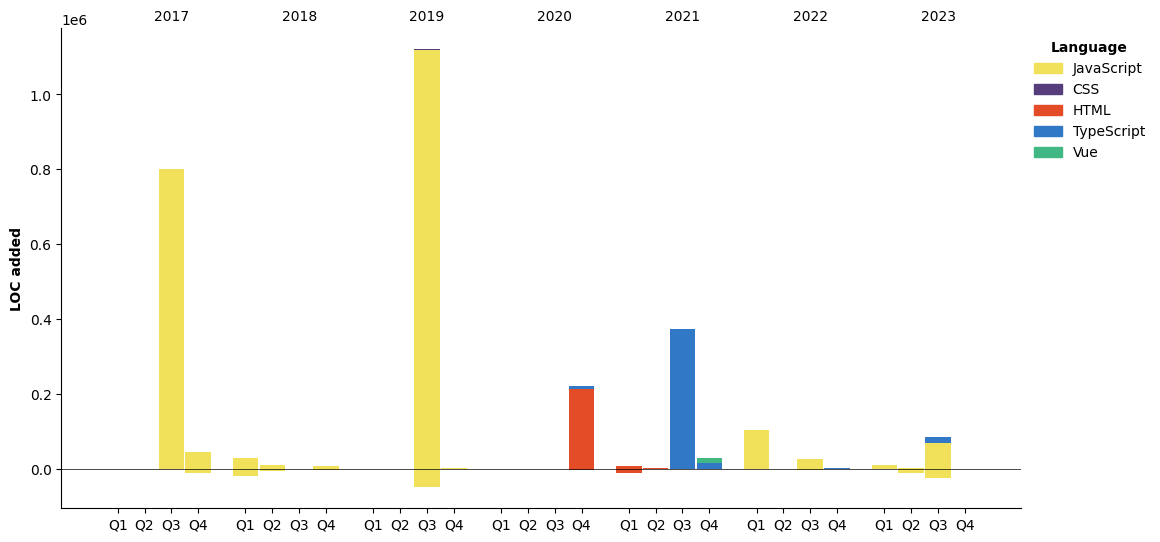 1e6
2017 2018 2019 2020 2021 2022 2023
Language
JavaScript
CSS
HTML
TypeScript
Vue
LOC added
1.0
0.8
0.6
0.4
0.2
0.0
Q1 Q2 Q3 Q4 Q1 Q2 Q3 Q4 Q1 Q2 Q3 Q4 Q1 Q2 Q3 Q4 Q1 Q2 Q3 Q4 Q1 Q2 Q3 Q4 Q1 Q2 Q3 Q4